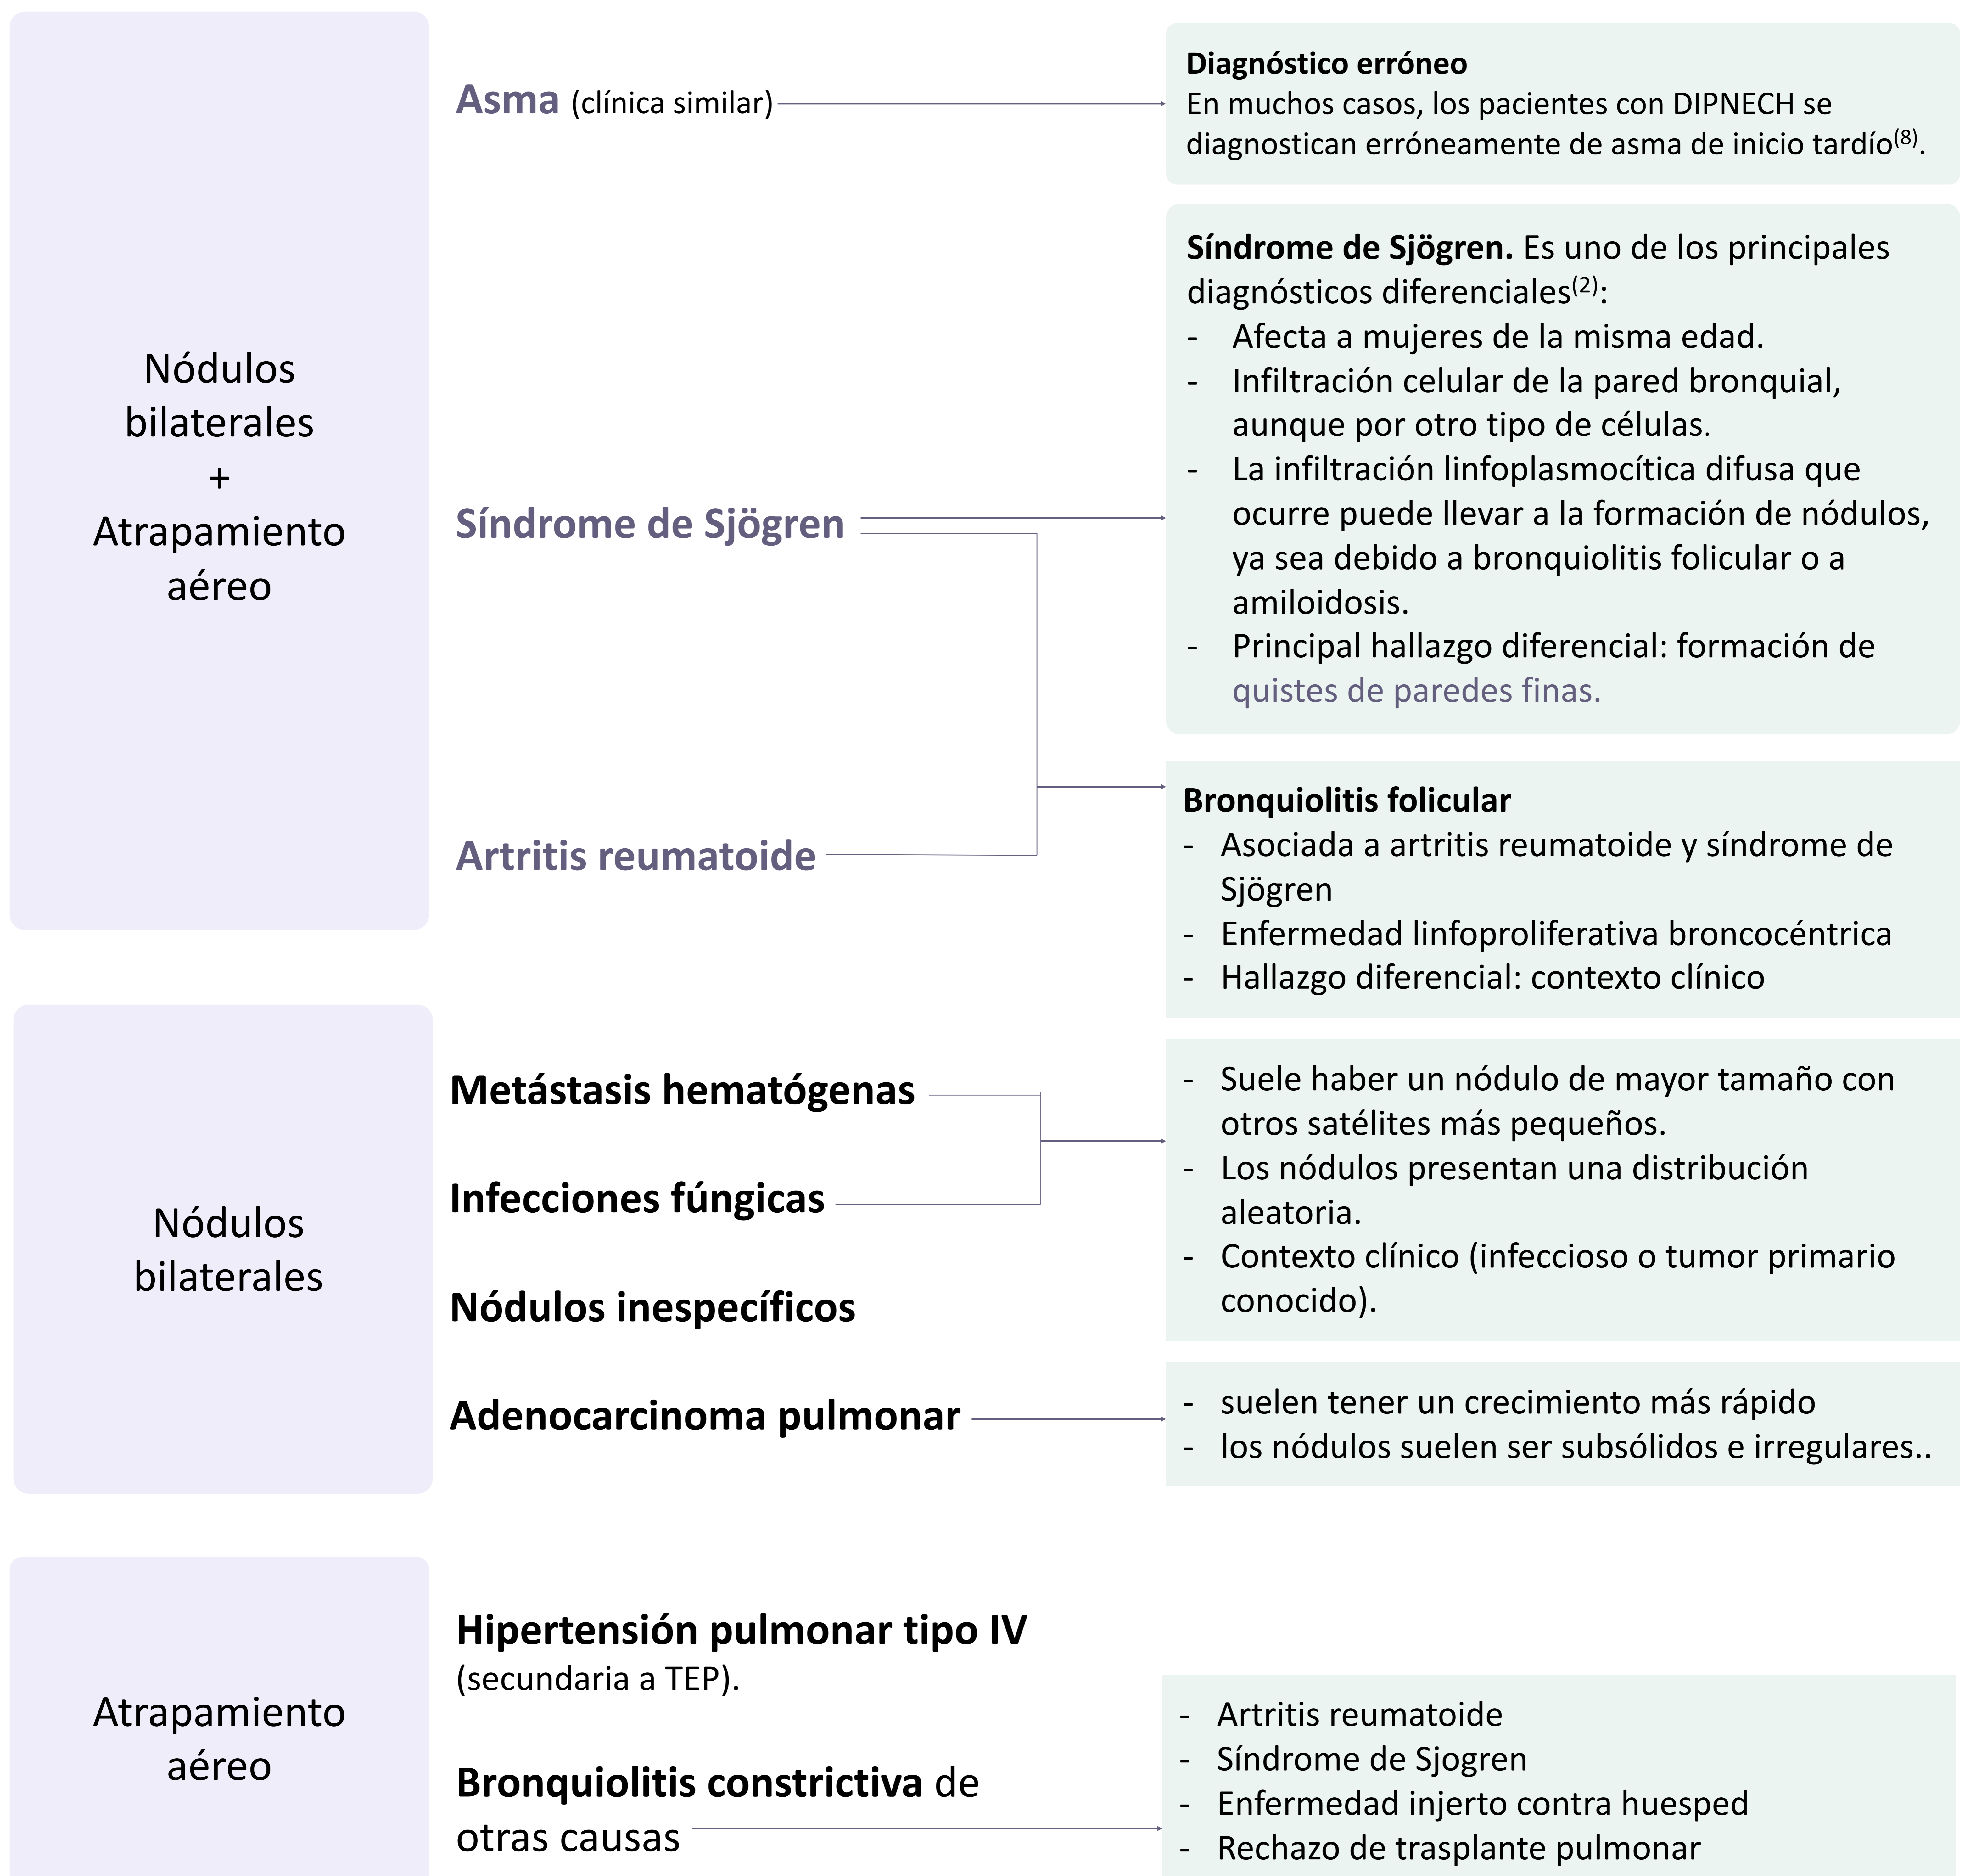 Nódulos
bilaterales
+
Atrapamiento
aéreo
Asma (clínica similar)
Diagnóstico erróneo
En muchos casos, los pacientes con DIPNECH se
diagnostican erróneamente de asma de inicio tardío(8).
Síndrome de Sjögren
Síndrome de Sjögren. Es uno de los principales
diagnósticos diferenciales(2):
- Afecta a mujeres de la misma edad.
- Infiltración celular de la pared bronquial,
aunque por otro tipo de células.
- La infiltración linfoplasmocítica difusa que
ocurre puede llevar a la formación de nódulos,
ya sea debido a bronquiolitis folicular o a
amiloidosis.
- Principal hallazgo diferencial: formación de
quistes de paredes finas.
Artritis reumatoide
Bronquiolitis folicular
- Asociada a artritis reumatoide y síndrome de
Sjögren
- Enfermedad linfoproliferativa broncocéntrica
- Hallazgo diferencial: contexto clínico
Nódulos
bilaterales
Metástasis hematógenas
Infecciones fúngicas
- Suele haber un nódulo de mayor tamaño con
otros satélites más pequeños.
- Los nódulos presentan una distribución
aleatoria.
- Contexto clínico (infeccioso o tumor primario
conocido).
Nódulos inespecíficos
Adenocarcinoma pulmonar
- suelen tener un crecimiento más rápido
- los nódulos suelen ser subsólidos e irregulares..
Atrapamiento
aéreo
Hipertensión pulmonar tipo IV
(secundaria a TEP).
Bronquiolitis constrictiva de
otras causas
- Artritis reumatoide
- Síndrome de Sjogren
- Enfermedad injerto contra huesped
- Rechazo de trasplante pulmonar